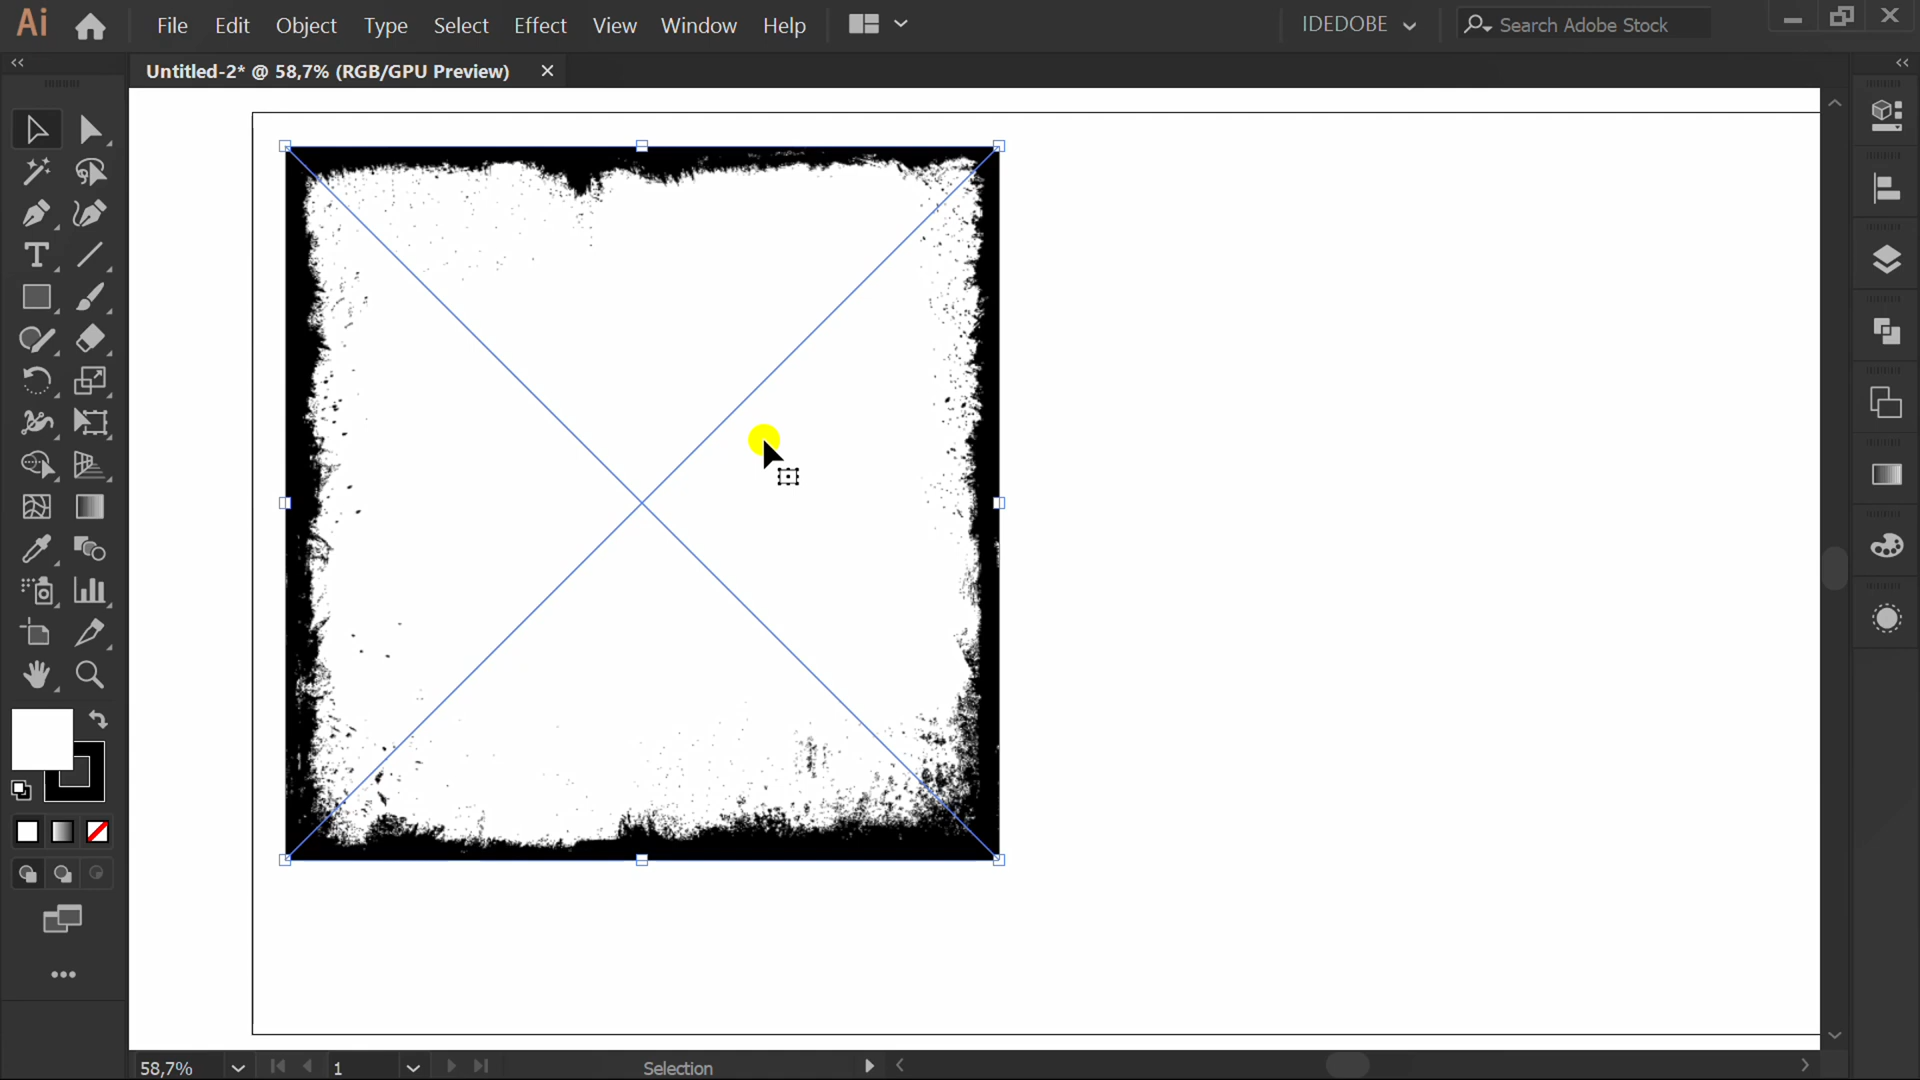 Ai File Edit Object Type Select Effect View Window Help IDEDOBE Search Adobe Stock
Untitled-2* @ 58,7% (RGB/GPU Preview)
58,7% 1 Selection